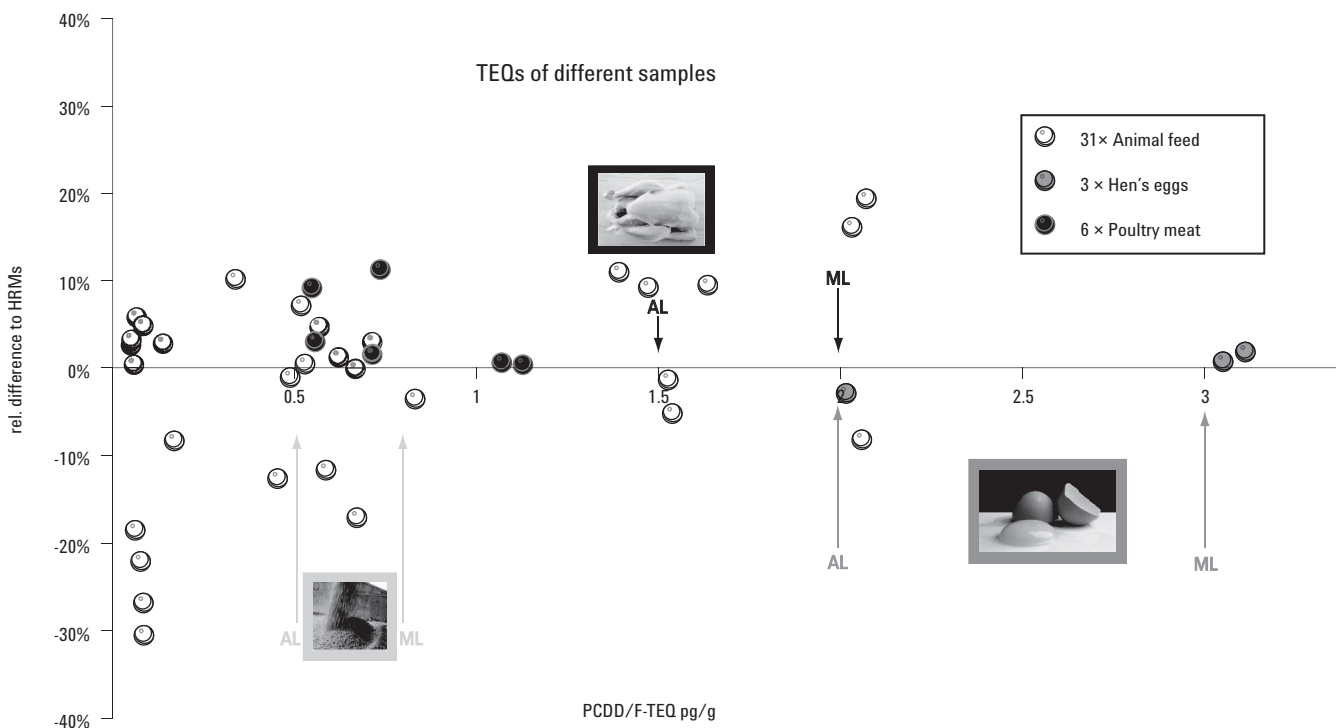 TEQs of different samples
40%
30%
20%
10%
0%
-10%
-20%
-30%
-40%
rel. difference to HRMs
31× Animal feed
3 × Hen's eggs
6 × Poultry meat
AL
ML
0.5
1
1.5
2
2.5
3
AL
ML
AL
ML
PCDD/F-TEQ pg/g